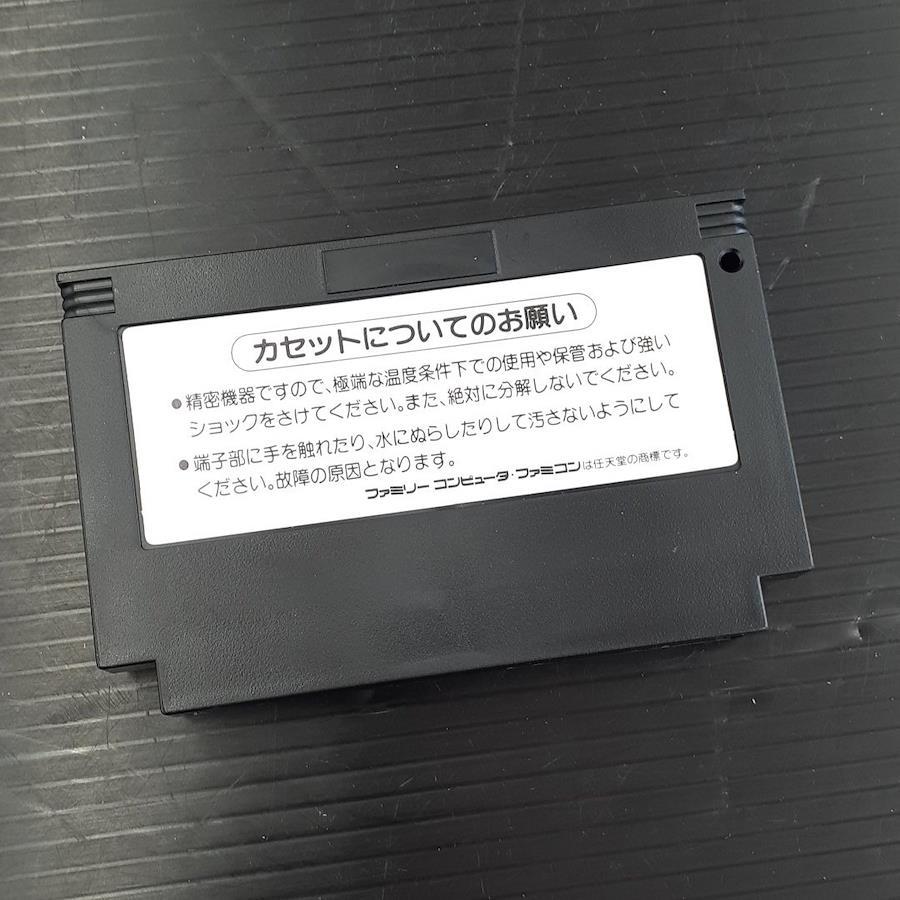 カセットについてのお願い
●精密機器ですので、極端な温度条件下での使用や保管および強い
ショックをさけてください。また、絶対に分解しないでください。
●端子部に手を触れたり、水にぬらしたりして汚さないようにして
ください。故障の原因となります。
ファミリー コンピュータ・ファミコンは任天堂の商標です。